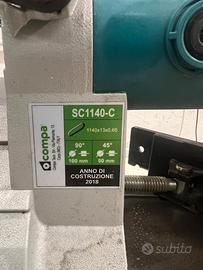 SC1140-C
1140x13x0,65
compa
90°
45°
100 mm
90 mm
ANNO DI
COSTRUZIONE
2018
subito